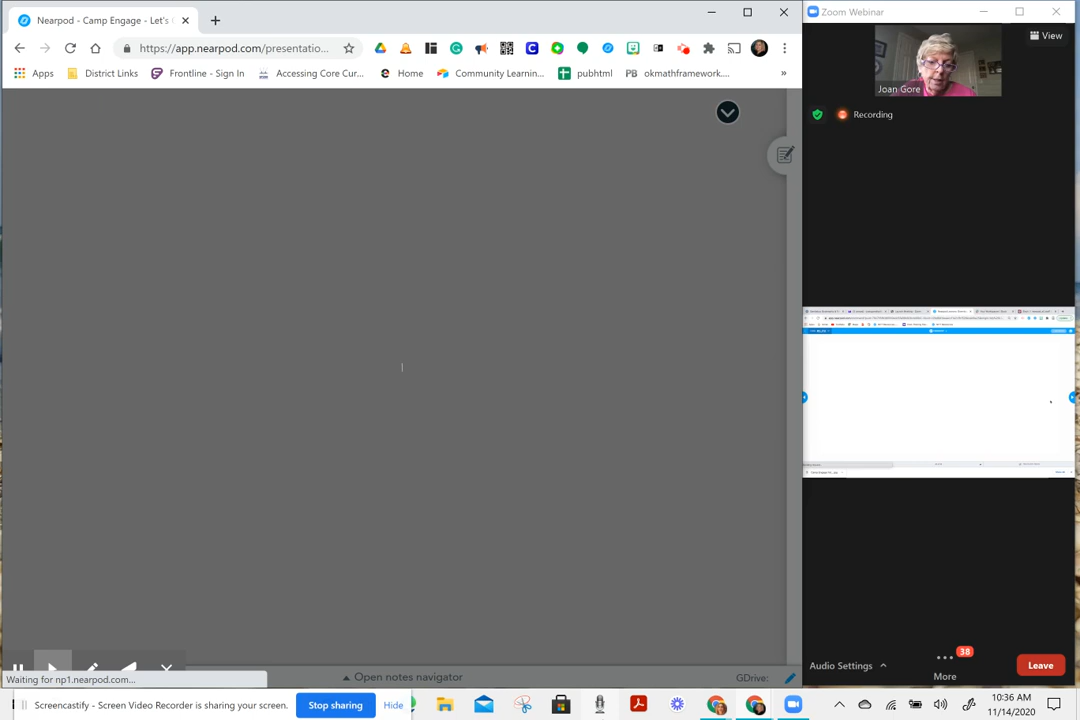 Nearpod - Camp Engage - Let's
https://app.nearpod.com/presentatio...
Apps
District Links
Frontline - Sign In
Accessing Core Cur...
Home
Community Learnin...
pubhtml
PB okmathframework....
»
Zoom Webinar
View
Joan Gore
Recording
Open notes navigator
GDrive:
Waiting for np1.nearpod.com...
Screencastify - Screen Video Recorder is sharing your screen.
Stop sharing
Hide
Audio Settings
38
More
Leave
10:36 AM
11/14/2020